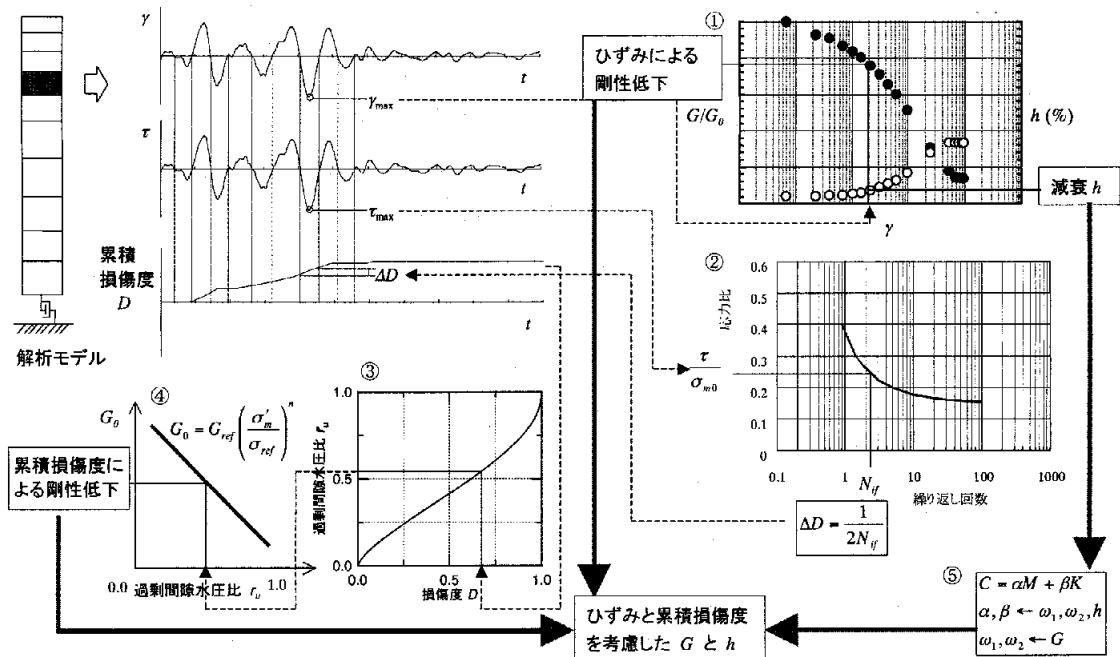 γ
t
γmax
τ
t
τmax
累積
損傷度
D
ΔD
t
解析モデル
ひずみによる
剛性低下
①
G/G₀
h (%)
γ
減衰 h
②
0.6
0.5
0.4
0.3
0.2
0.1
0
応力比
τ
σm0
0.1
1
10
100
1000
Nif
繰り返し回数
ΔD = 1 / 2Nif
③
1.0
0.5
0.0
過剰間隙水圧比 ru
0.0
0.5
1.0
損傷度 D
④
G₀
G₀ = Gref (σ'm / σref)ⁿ
0.0
過剰間隙水圧比 ru
1.0
累積損傷度に
よる剛性低下
ひずみと累積損傷度
を考慮した G と h
⑤
C = αM + βK
α, β ← ω₁, ω₂, h
ω₁, ω₂ ← G